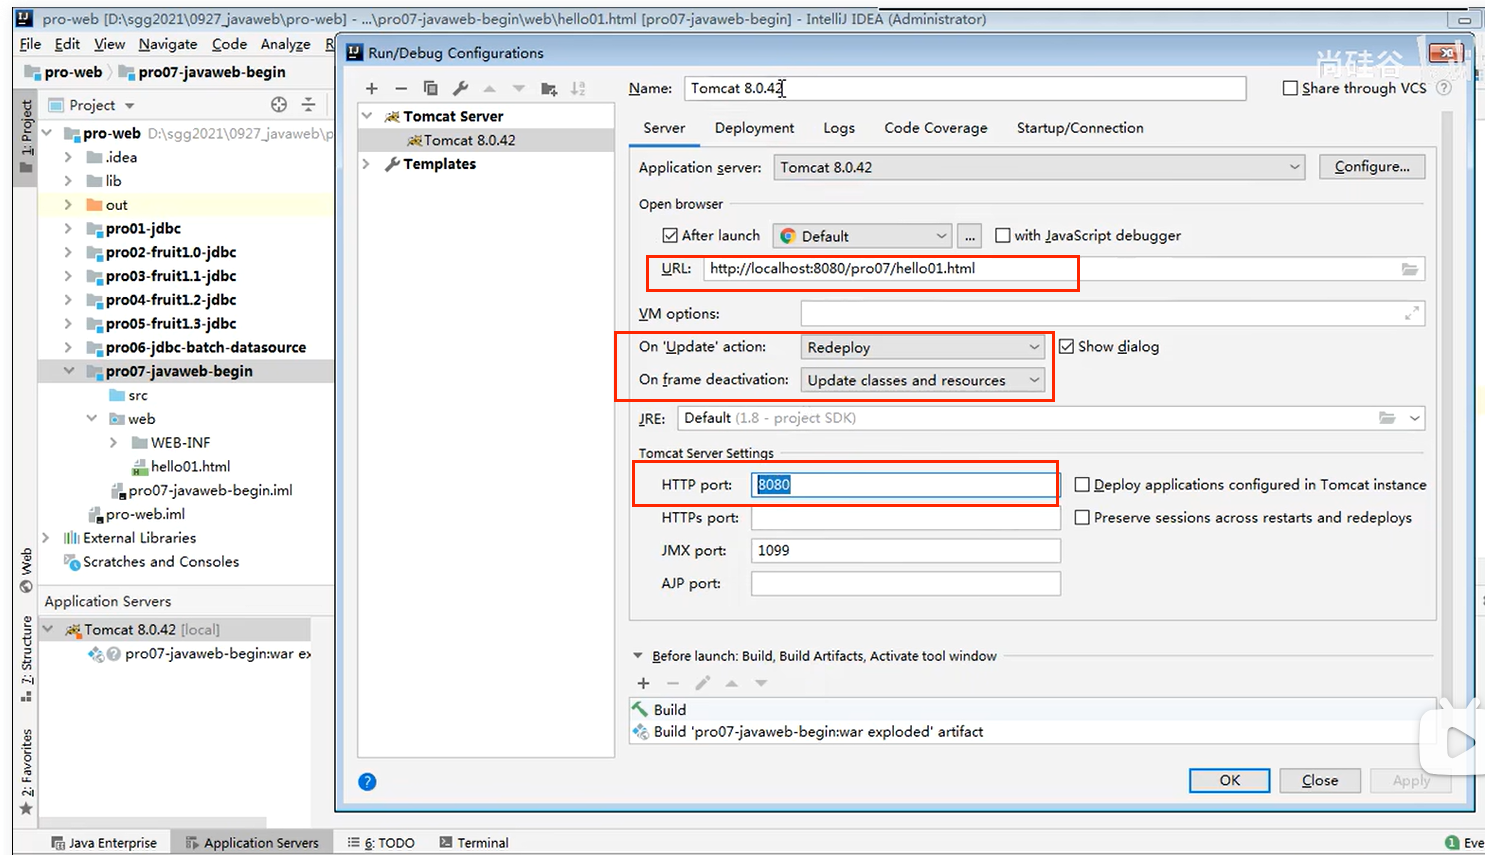 pro-web [D:\sgg2021\0927_javaweb\pro-web] - ...\pro07-javaweb-begin\web\hello01.html [pro07-javaweb-begin] - IntelliJ IDEA (Administrator)
File Edit View Navigate Code Analyze R
pro-web pro07-javaweb-begin
1: Project
Project
pro-web D:\sgg2021\0927_javaweb\p
.idea
lib
out
pro01-jdbc
pro02-fruit1.0-jdbc
pro03-fruit1.1-jdbc
pro04-fruit1.2-jdbc
pro05-fruit1.3-jdbc
pro06-jdbc-batch-datasource
pro07-javaweb-begin
src
web
WEB-INF
hello01.html
pro07-javaweb-begin.iml
pro-web.iml
External Libraries
Scratches and Consoles
Web
7: Structure
2: Favorites
Application Servers
Tomcat 8.0.42 [local]
pro07-javaweb-begin:war ex
Run/Debug Configurations
尚硅谷
Tomcat Server
Tomcat 8.0.42
Templates
Name: Tomcat 8.0.42
Share through VCS
Server Deployment Logs Code Coverage Startup/Connection
Application server: Tomcat 8.0.42 Configure...
Open browser
After launch Default ... with JavaScript debugger
URL: http://localhost:8080/pro07/hello01.html
VM options:
On 'Update' action: Redeploy Show dialog
On frame deactivation: Update classes and resources
JRE: Default (1.8 - project SDK)
Tomcat Server Settings
HTTP port: 8080 Deploy applications configured in Tomcat instance
HTTPs port: Preserve sessions across restarts and redeploys
JMX port: 1099
AJP port:
Before launch: Build, Build Artifacts, Activate tool window
Build
Build 'pro07-javaweb-begin:war exploded' artifact
OK Close Apply
Java Enterprise Application Servers 6: TODO Terminal 1 Eve